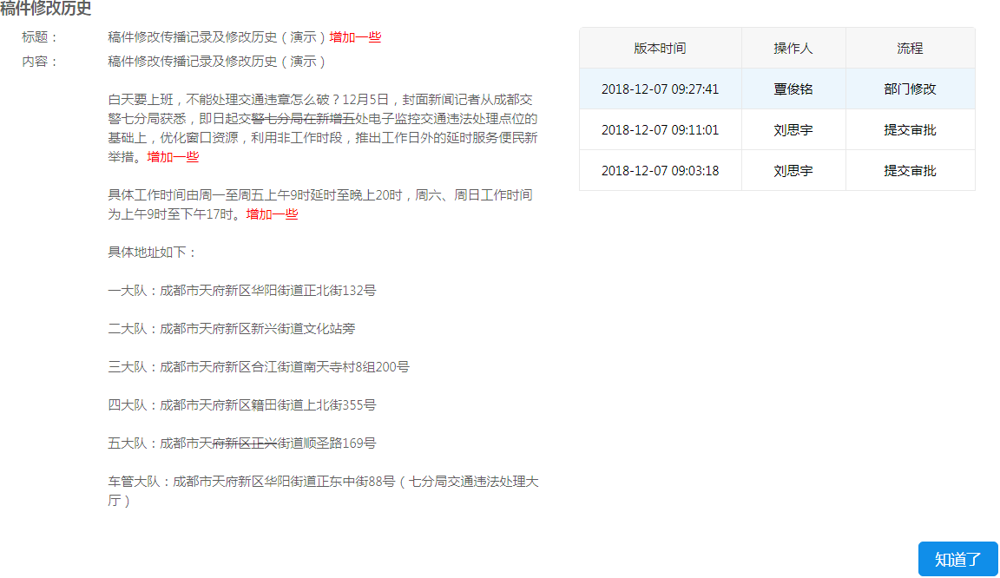 稿件修改历史
标题：
稿件修改传播记录及修改历史（演示）增加一些
内容：
稿件修改传播记录及修改历史（演示）
白天要上班，不能处理交通违章怎么破？12月5日，封面新闻记者从成都交
警七分局获悉，即日起交警七分局在新增五处电子监控交通违法处理点位的
基础上，优化窗口资源，利用非工作时段，推出工作日外的延时服务便民新
举措。增加一些
具体工作时间由周一至周五上午9时延时至晚上20时，周六、周日工作时间
为上午9时至下午17时。增加一些
具体地址如下：
一大队：成都市天府新区华阳街道正北街132号
二大队：成都市天府新区新兴街道文化站旁
三大队：成都市天府新区合江街道南天寺村8组200号
四大队：成都市天府新区籍田街道上北街355号
五大队：成都市天府新区正兴街道顺圣路169号
车管大队：成都市天府新区华阳街道正东中街88号（七分局交通违法处理大
厅）
版本时间 操作人 流程
2018-12-07 09:27:41 覃俊铭 部门修改
2018-12-07 09:11:01 刘思宇 提交审批
2018-12-07 09:03:18 刘思宇 提交审批
知道了